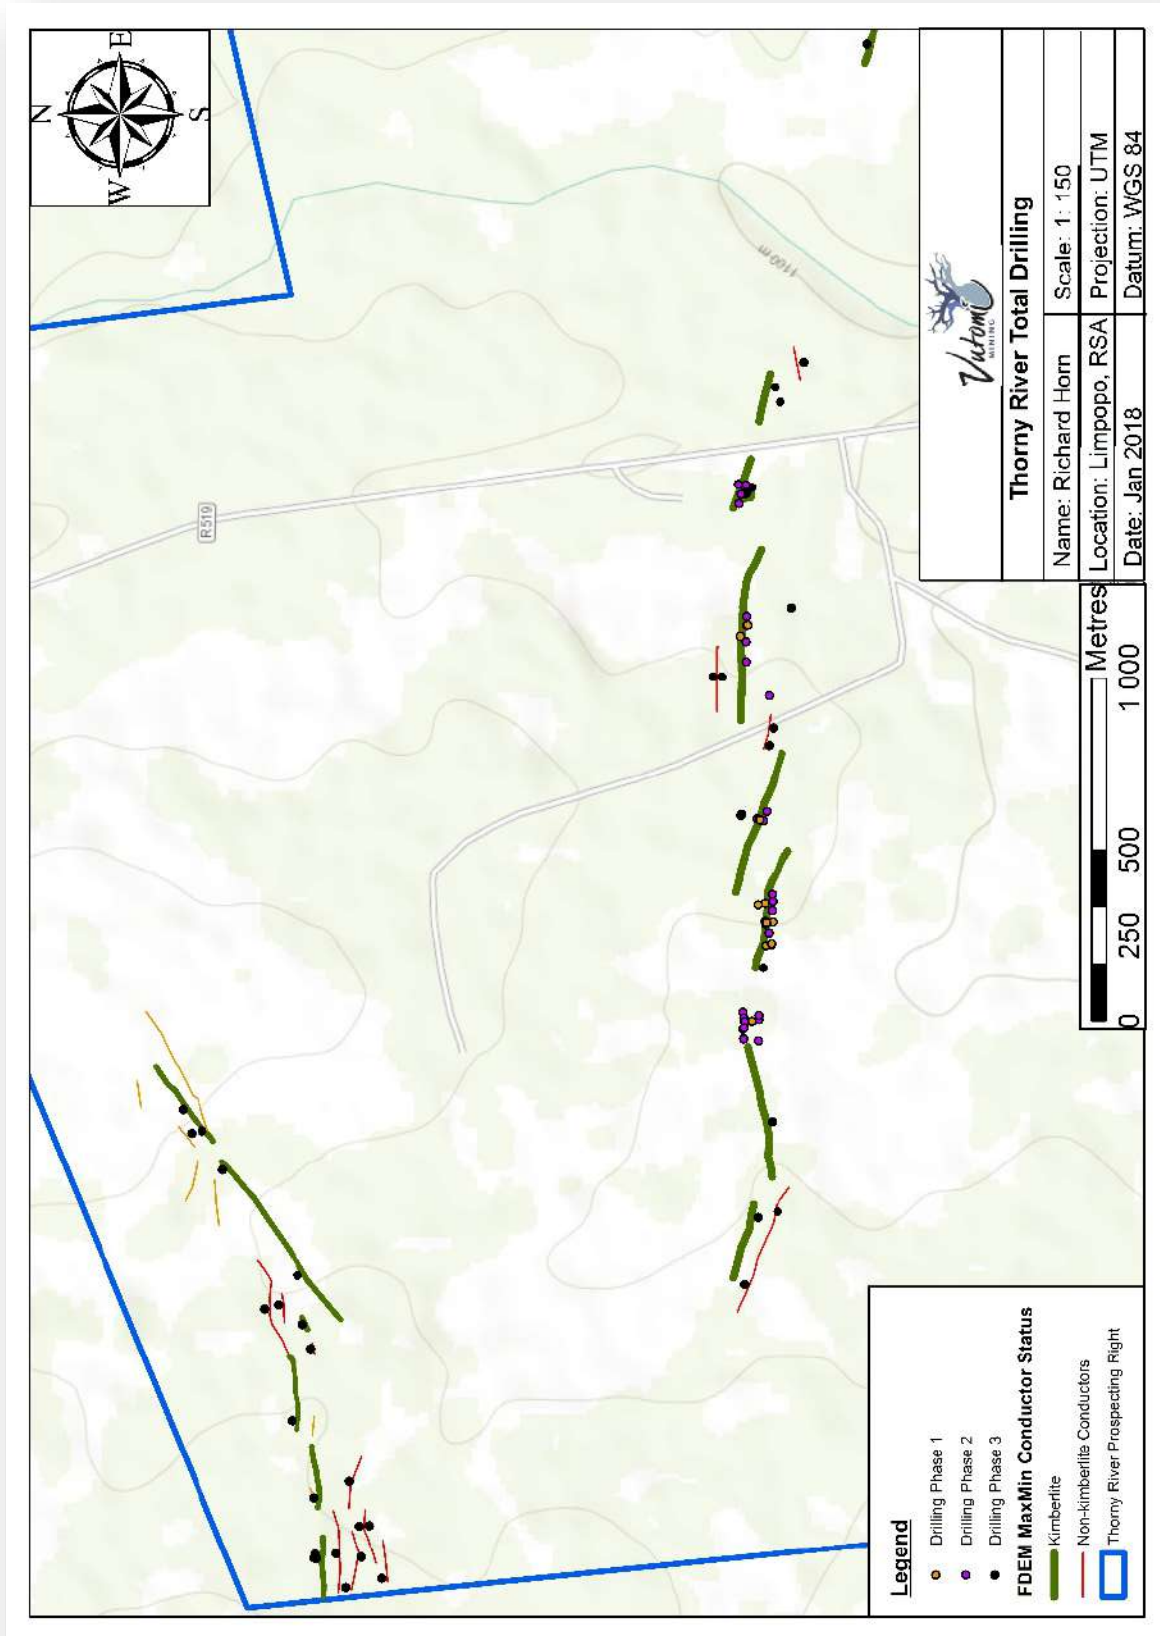 N
E
S
W
R519
1100 m
Vutomi
MINING
Thorny River Total Drilling
Name: Richard Horn
Scale: 1: 150
Location: Limpopo, RSA
Projection: UTM
Date: Jan 2018
Datum: WGS 84
0 250 500 1 000
Metres
Legend
Drilling Phase 1
Drilling Phase 2
Drilling Phase 3
FDEM MaxMin Conductor Status
Kimberlite
Non-kimberlite Conductors
Thorny River Prospecting Right